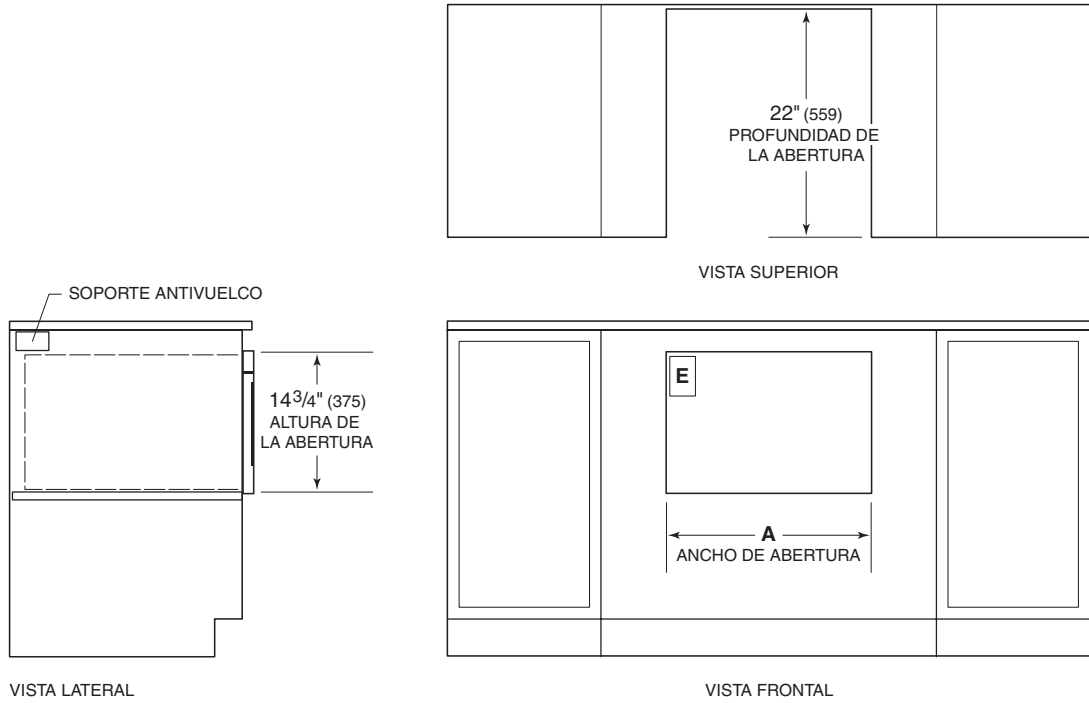 22" (559)
PROFUNDIDAD DE
LA ABERTURA
VISTA SUPERIOR
SOPORTE ANTIVUELCO
14 3/4" (375)
ALTURA DE
LA ABERTURA
E
A
ANCHO DE ABERTURA
VISTA LATERAL
VISTA FRONTAL